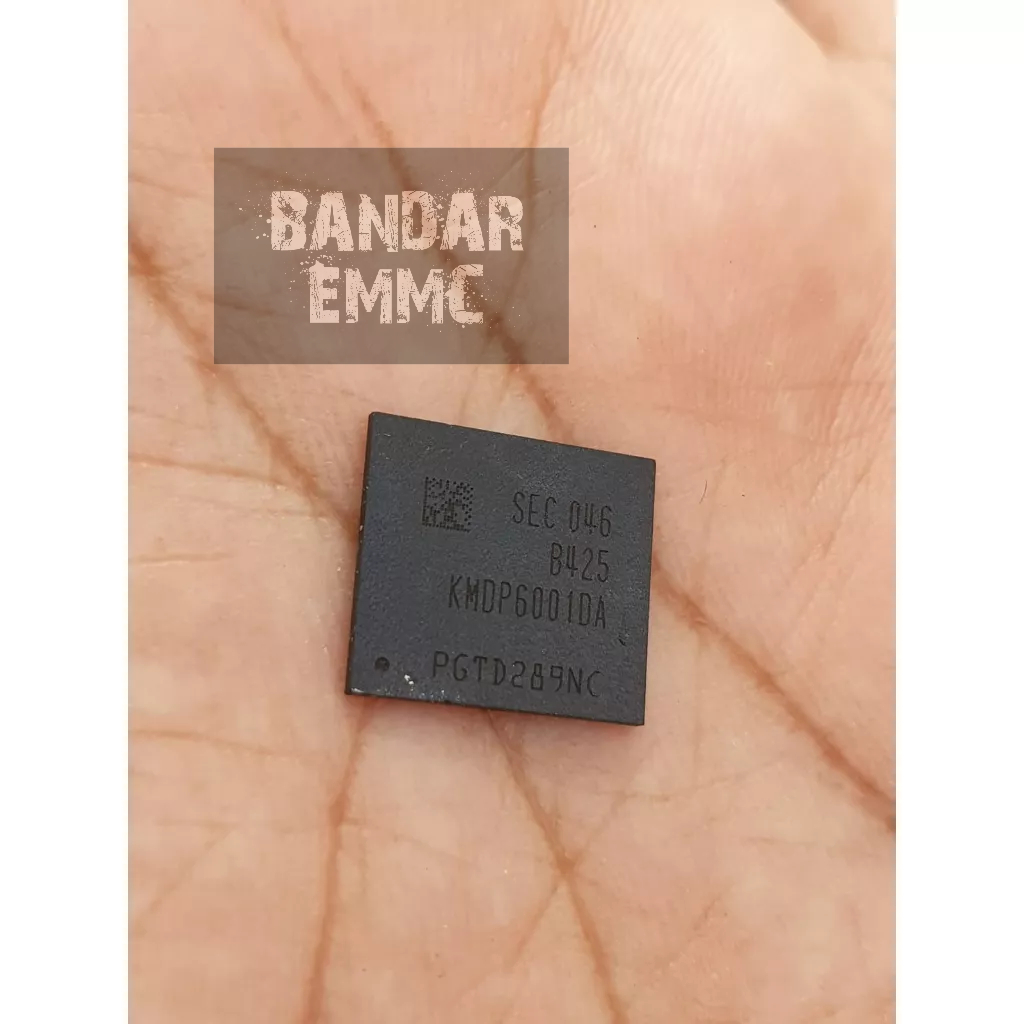 BANDAR
EMMC
SEC 046
B425
KMDP6001DA
PGTD289NC